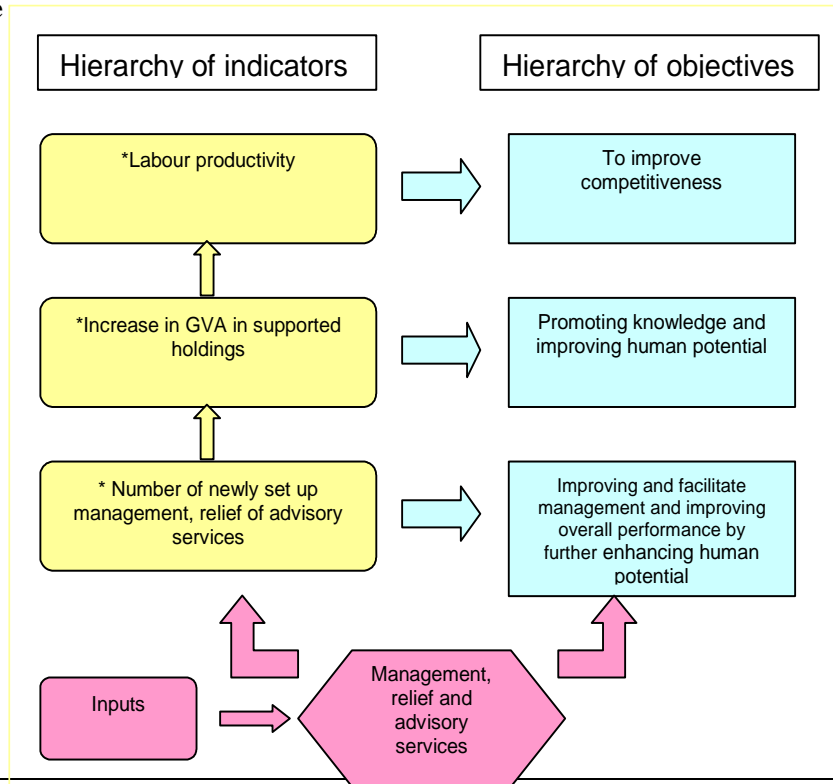 e
Hierarchy of indicators
Hierarchy of objectives
*Labour productivity
To improve
competitiveness
*Increase in GVA in supported
holdings
Promoting knowledge and
improving human potential
* Number of newly set up
management, relief of advisory
services
Improving and facilitate
management and improving
overall performance by
further enhancing human
potential
Inputs
Management,
relief and
advisory
services